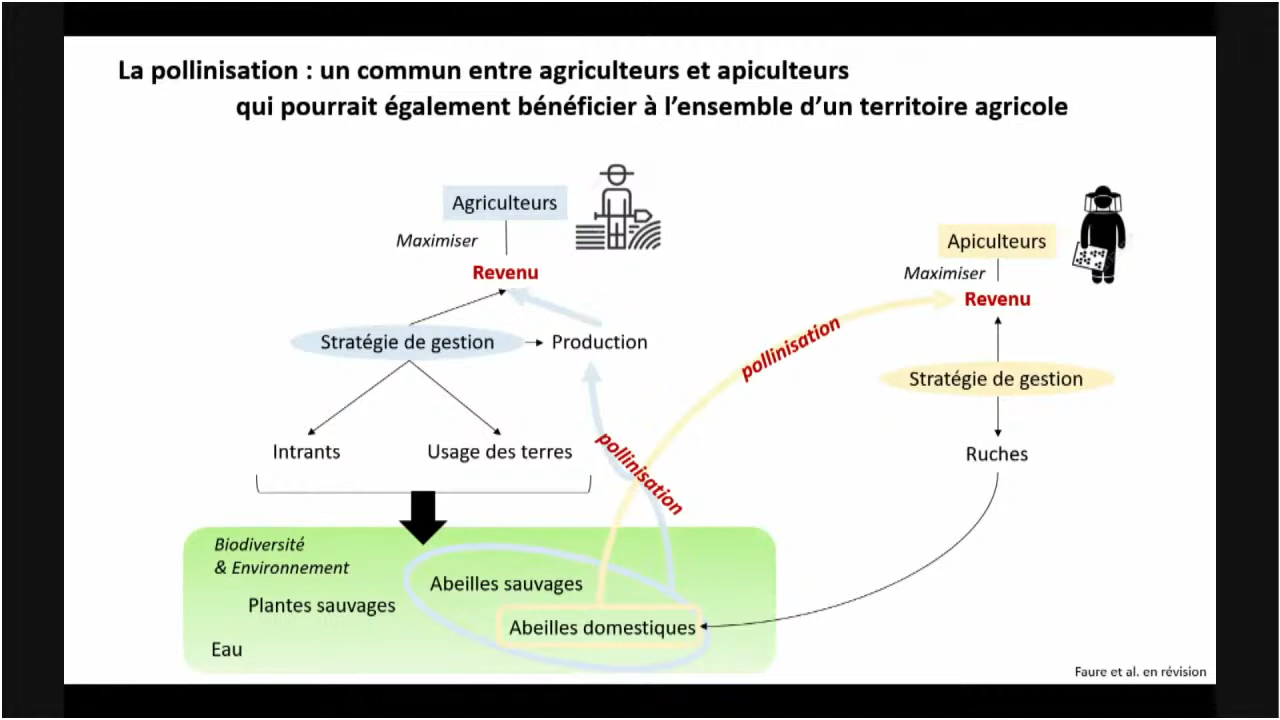 La pollinisation : un commun entre agriculteurs et apiculteurs
qui pourrait également bénéficier à l'ensemble d'un territoire agricole
Agriculteurs
Maximiser
Revenu
Stratégie de gestion
Production
Intrants
Usage des terres
pollinisation
pollinisation
Apiculteurs
Maximiser
Revenu
Stratégie de gestion
Ruches
Biodiversité
& Environnement
Abeilles sauvages
Plantes sauvages
Abeilles domestiques
Eau
Faure et al. en révision